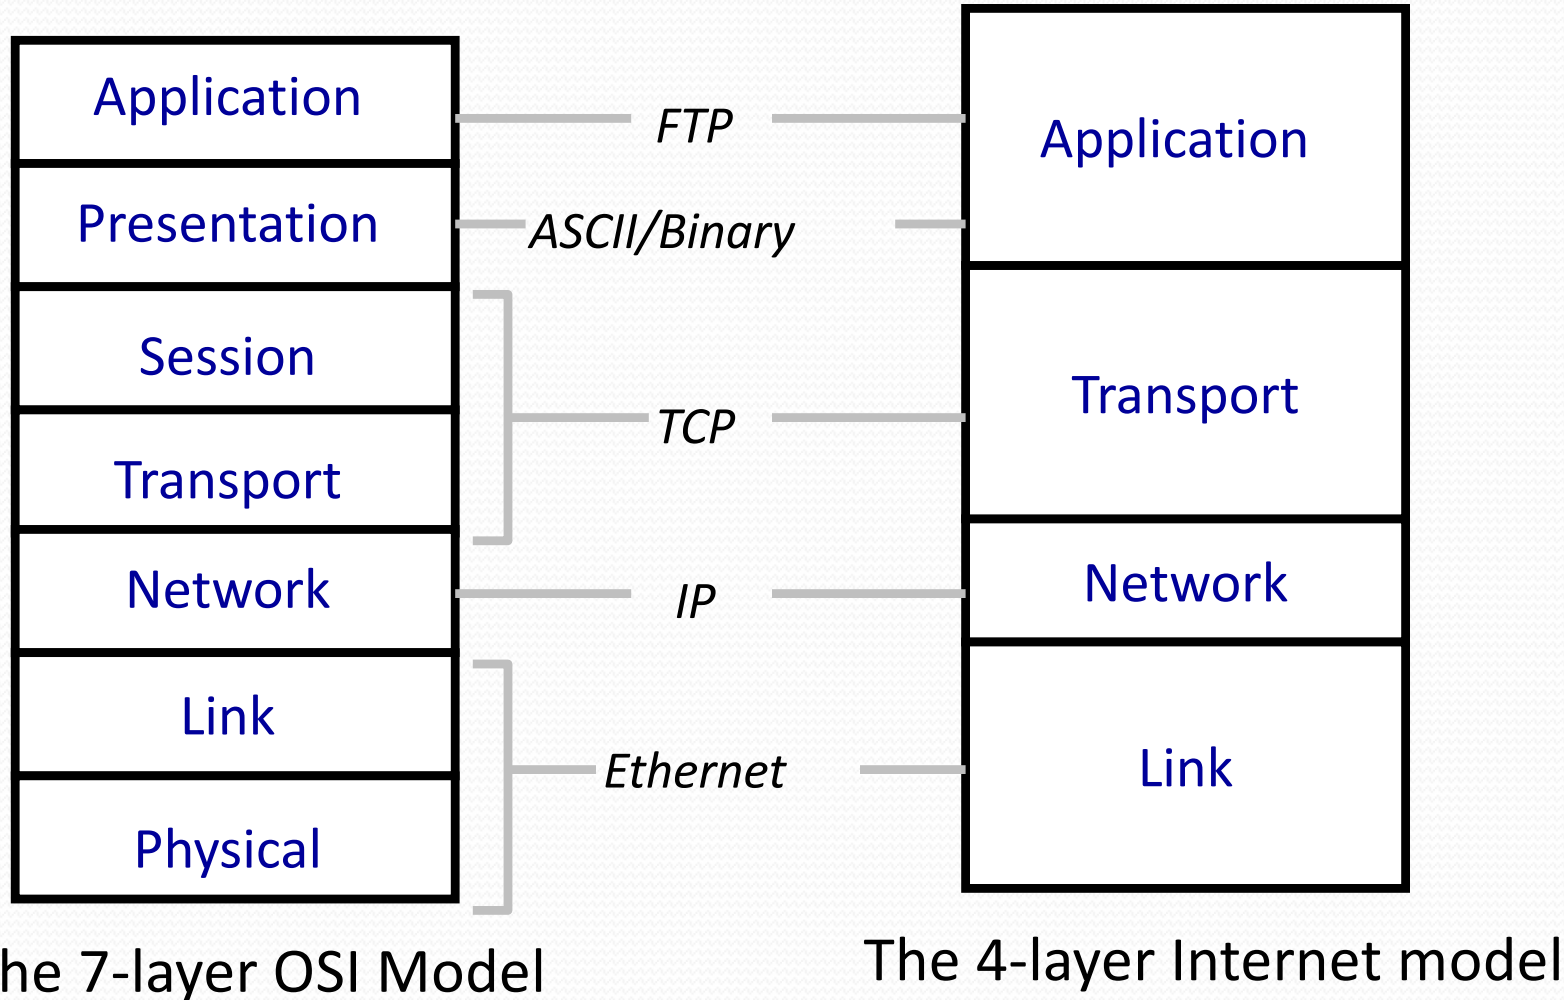 Application
Presentation
Session
Transport
Network
Link
Physical
FTP
ASCII/Binary
TCP
IP
Ethernet
Application
Transport
Network
Link
he 7-layer OSI Model
The 4-layer Internet model